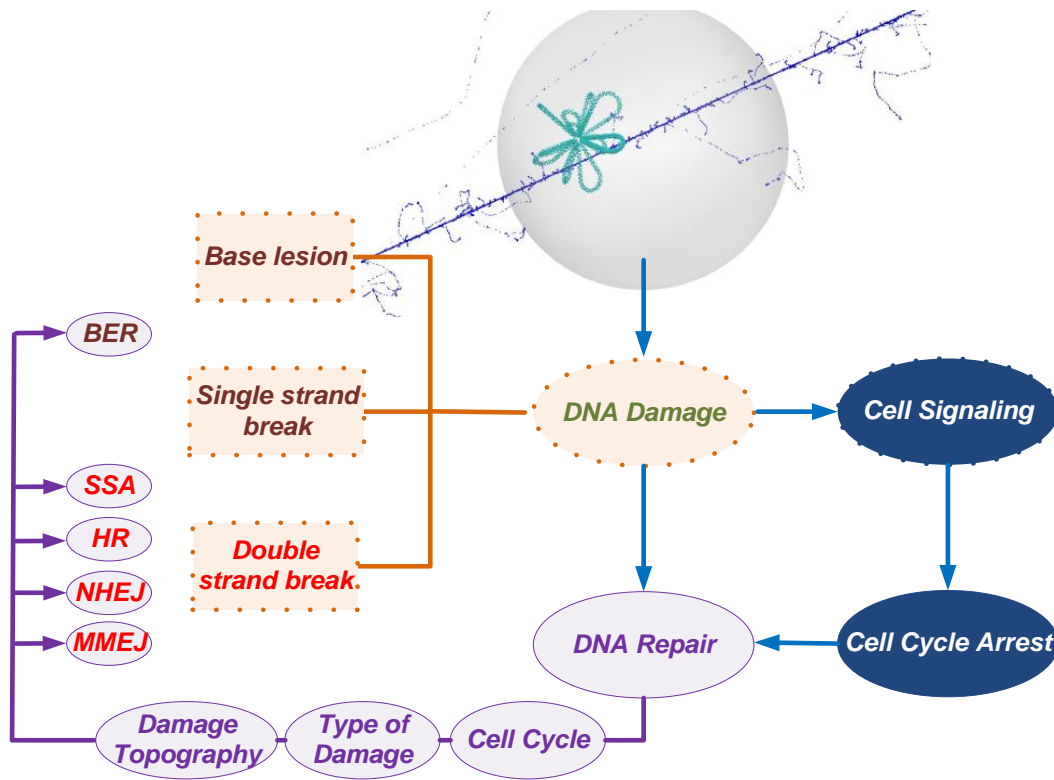 Base lesion
BER
Single strand
break
DNA Damage
Cell Signaling
SSA
HR
Double
strand break
NHEJ
MMEJ
DNA Repair
Cell Cycle Arrest
Damage
Topography
Type of
Damage
Cell Cycle